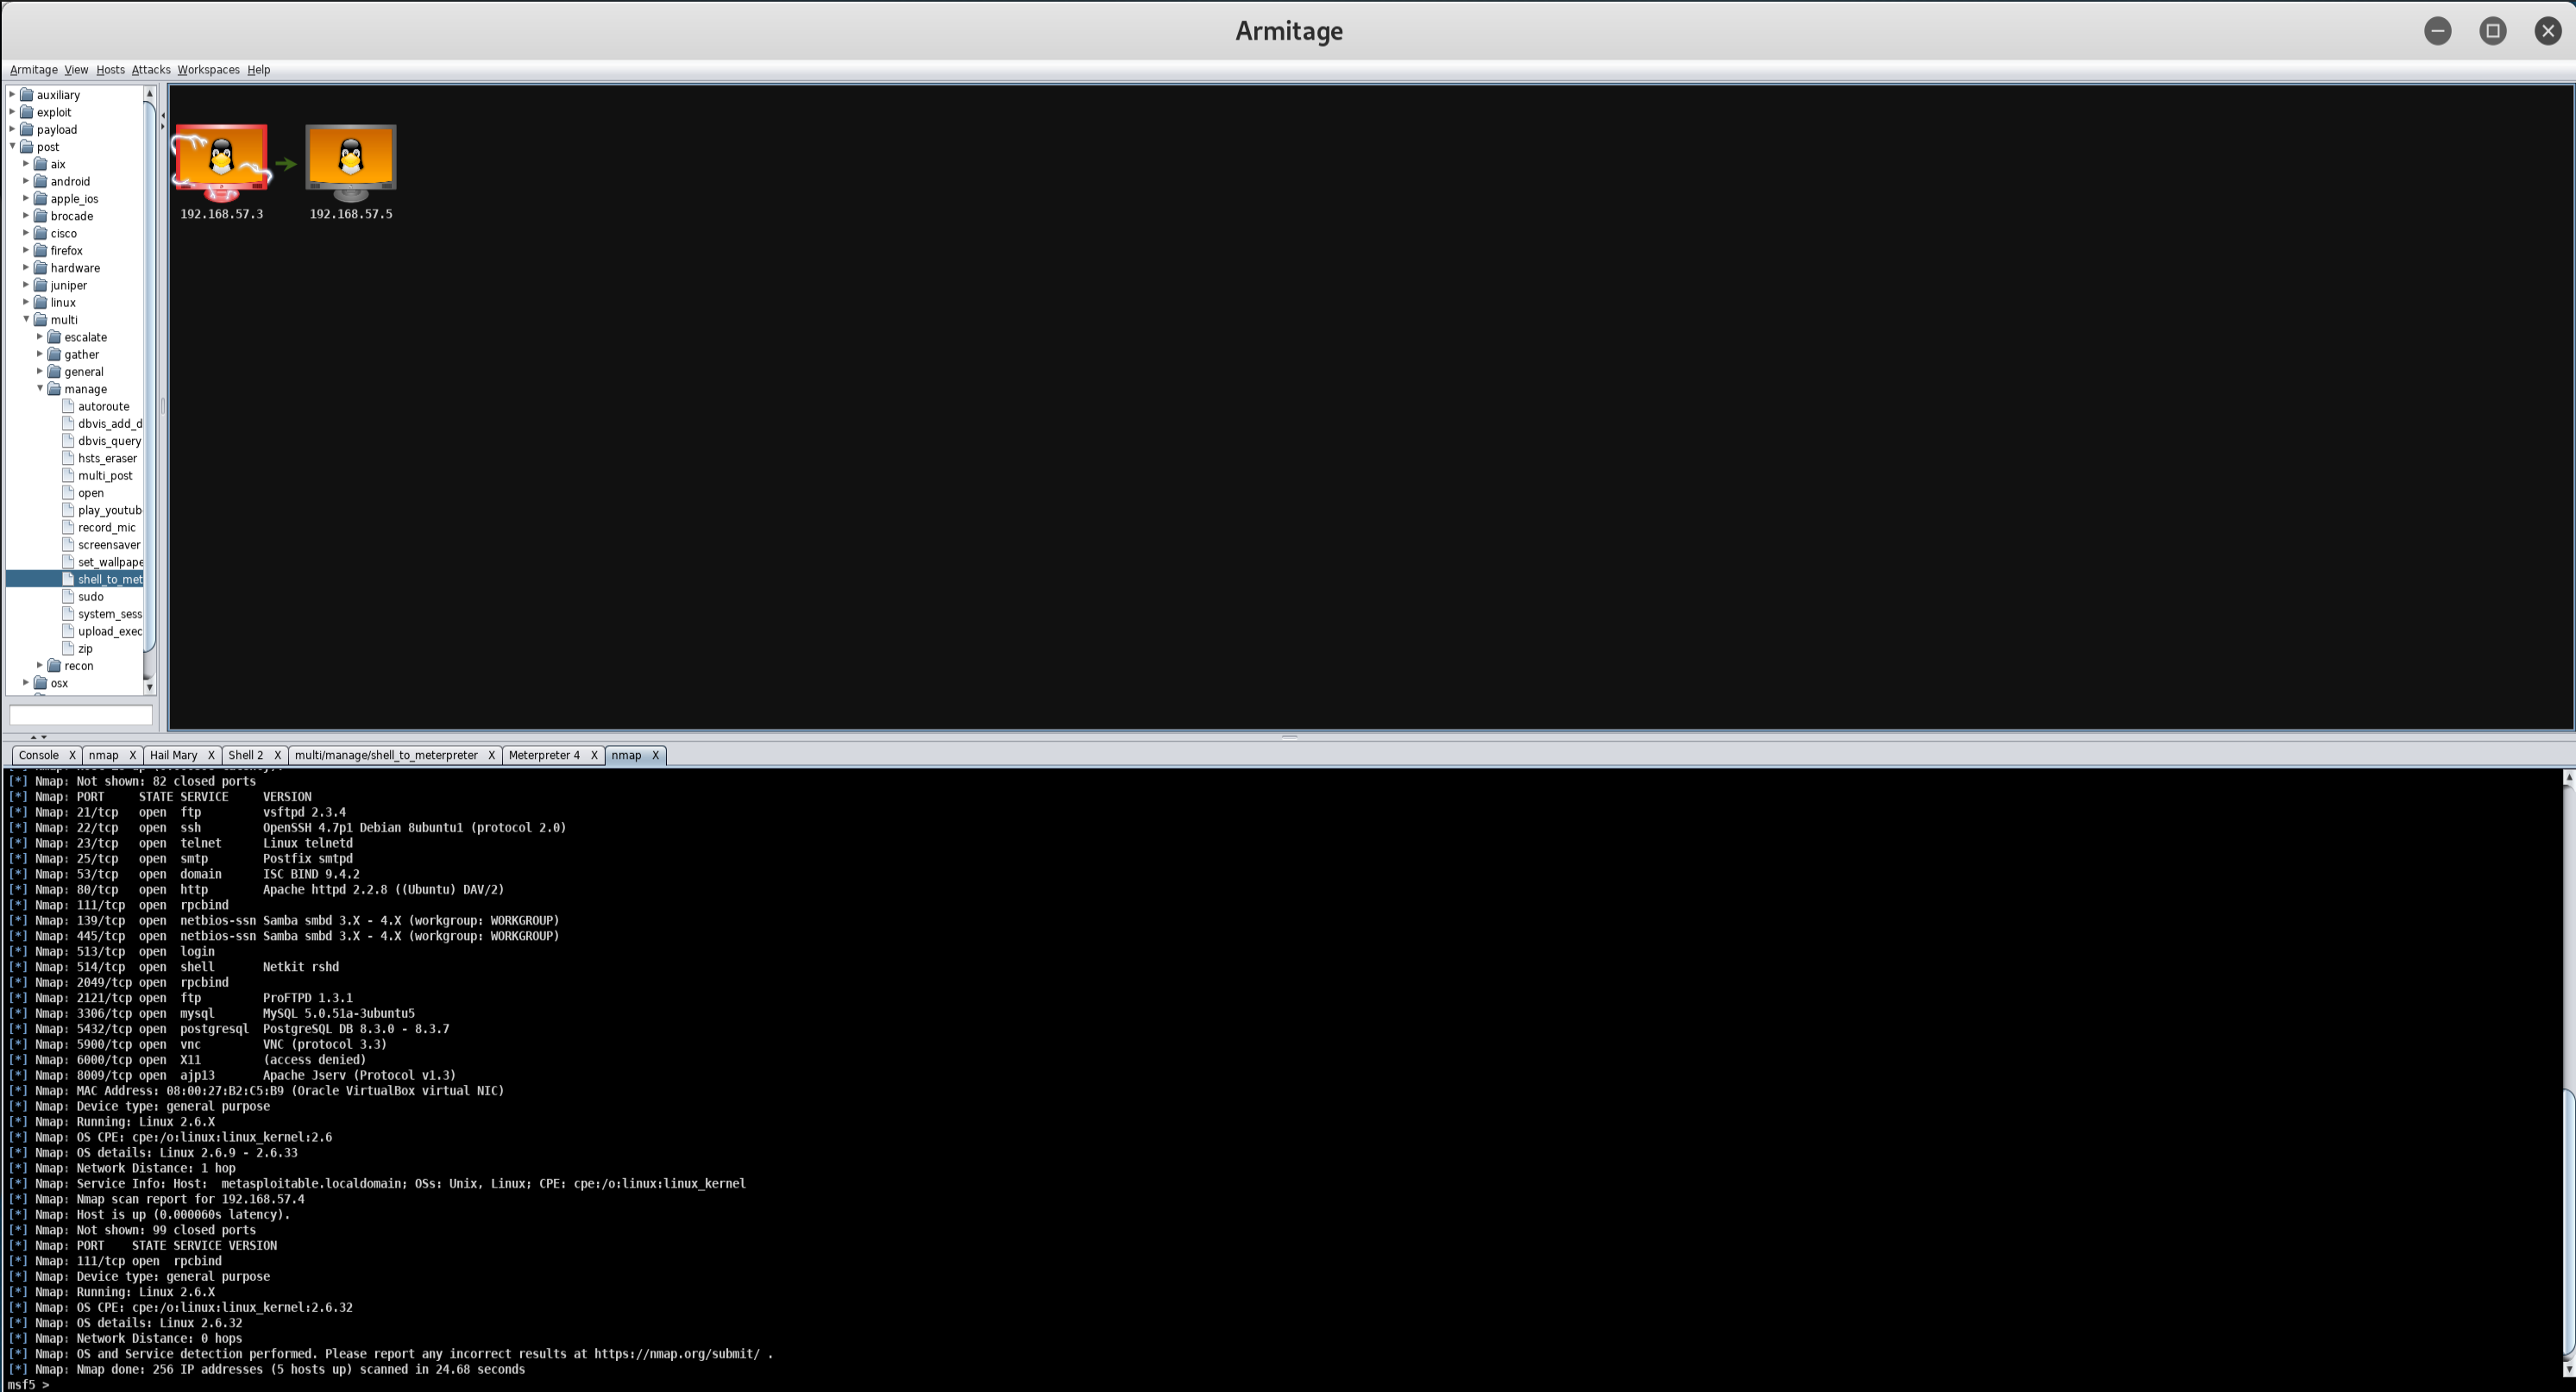 Armitage
Armitage View Hosts Attacks Workspaces Help
auxiliary
exploit
payload
post
aix
android
apple_ios
brocade
cisco
firefox
hardware
juniper
linux
multi
escalate
gather
general
manage
autoroute
dbvis_add_d
dbvis_query
hsts_eraser
multi_post
open
play_youtub
record_mic
screensaver
set_wallpape
shell_to_met
sudo
system_sess
upload_exec
zip
recon
osx
192.168.57.3 192.168.57.5
Console X nmap X Hail Mary X Shell 2 X multi/manage/shell_to_meterpreter X Meterpreter 4 X nmap X
[*] Nmap: Not shown: 82 closed ports
[*] Nmap: PORT     STATE SERVICE     VERSION
[*] Nmap: 21/tcp   open  ftp         vsftpd 2.3.4
[*] Nmap: 22/tcp   open  ssh         OpenSSH 4.7p1 Debian 8ubuntu1 (protocol 2.0)
[*] Nmap: 23/tcp   open  telnet      Linux telnetd
[*] Nmap: 25/tcp   open  smtp        Postfix smtpd
[*] Nmap: 53/tcp   open  domain      ISC BIND 9.4.2
[*] Nmap: 80/tcp   open  http        Apache httpd 2.2.8 ((Ubuntu) DAV/2)
[*] Nmap: 111/tcp  open  rpcbind
[*] Nmap: 139/tcp  open  netbios-ssn Samba smbd 3.X - 4.X (workgroup: WORKGROUP)
[*] Nmap: 445/tcp  open  netbios-ssn Samba smbd 3.X - 4.X (workgroup: WORKGROUP)
[*] Nmap: 513/tcp  open  login
[*] Nmap: 514/tcp  open  shell       Netkit rshd
[*] Nmap: 2049/tcp open  rpcbind
[*] Nmap: 2121/tcp open  ftp         ProFTPD 1.3.1
[*] Nmap: 3306/tcp open  mysql       MySQL 5.0.51a-3ubuntu5
[*] Nmap: 5432/tcp open  postgresql  PostgreSQL DB 8.3.0 - 8.3.7
[*] Nmap: 5900/tcp open  vnc         VNC (protocol 3.3)
[*] Nmap: 6000/tcp open  X11         (access denied)
[*] Nmap: 8009/tcp open  ajp13       Apache Jserv (Protocol v1.3)
[*] Nmap: MAC Address: 08:00:27:B2:C5:B9 (Oracle VirtualBox virtual NIC)
[*] Nmap: Device type: general purpose
[*] Nmap: Running: Linux 2.6.X
[*] Nmap: OS CPE: cpe:/o:linux:linux_kernel:2.6
[*] Nmap: OS details: Linux 2.6.9 - 2.6.33
[*] Nmap: Network Distance: 1 hop
[*] Nmap: Service Info: Host:  metasploitable.localdomain; OSs: Unix, Linux; CPE: cpe:/o:linux:linux_kernel
[*] Nmap: Nmap scan report for 192.168.57.4
[*] Nmap: Host is up (0.000060s latency).
[*] Nmap: Not shown: 99 closed ports
[*] Nmap: PORT    STATE SERVICE VERSION
[*] Nmap: 111/tcp open  rpcbind
[*] Nmap: Device type: general purpose
[*] Nmap: Running: Linux 2.6.X
[*] Nmap: OS CPE: cpe:/o:linux:linux_kernel:2.6.32
[*] Nmap: OS details: Linux 2.6.32
[*] Nmap: Network Distance: 0 hops
[*] Nmap: OS and Service detection performed. Please report any incorrect results at https://nmap.org/submit/ .
[*] Nmap: Nmap done: 256 IP addresses (5 hosts up) scanned in 24.68 seconds
msf5 >